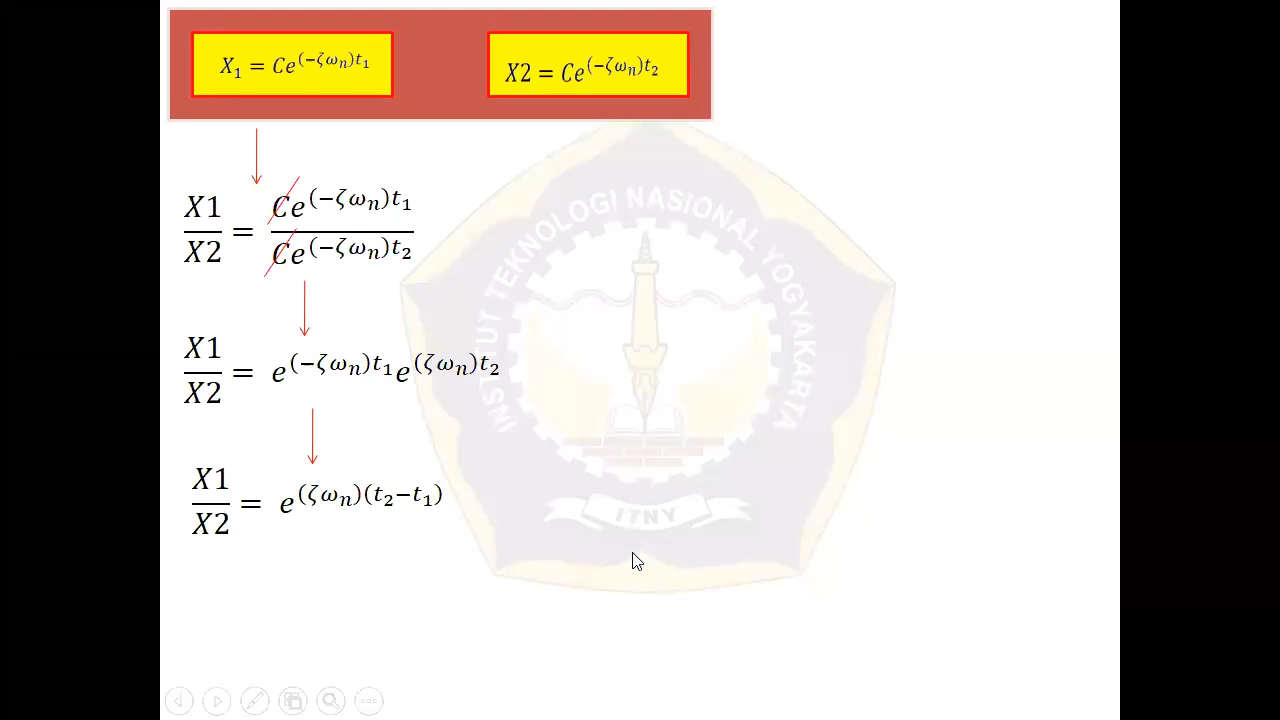 X₁ = Ce^{(−ζωₙ)t₁}
X2 = Ce^{(−ζωₙ)t₂}
X1/X2 = Ce^{(−ζωₙ)t₁}/Ce^{(−ζωₙ)t₂}
X1/X2 = e^{(−ζωₙ)t₁}e^{(ζωₙ)t₂}
X1/X2 = e^{(ζωₙ)(t₂−t₁)}
INSTITUT TEKNOLOGI NASIONAL YOGYAKARTA
ITNY